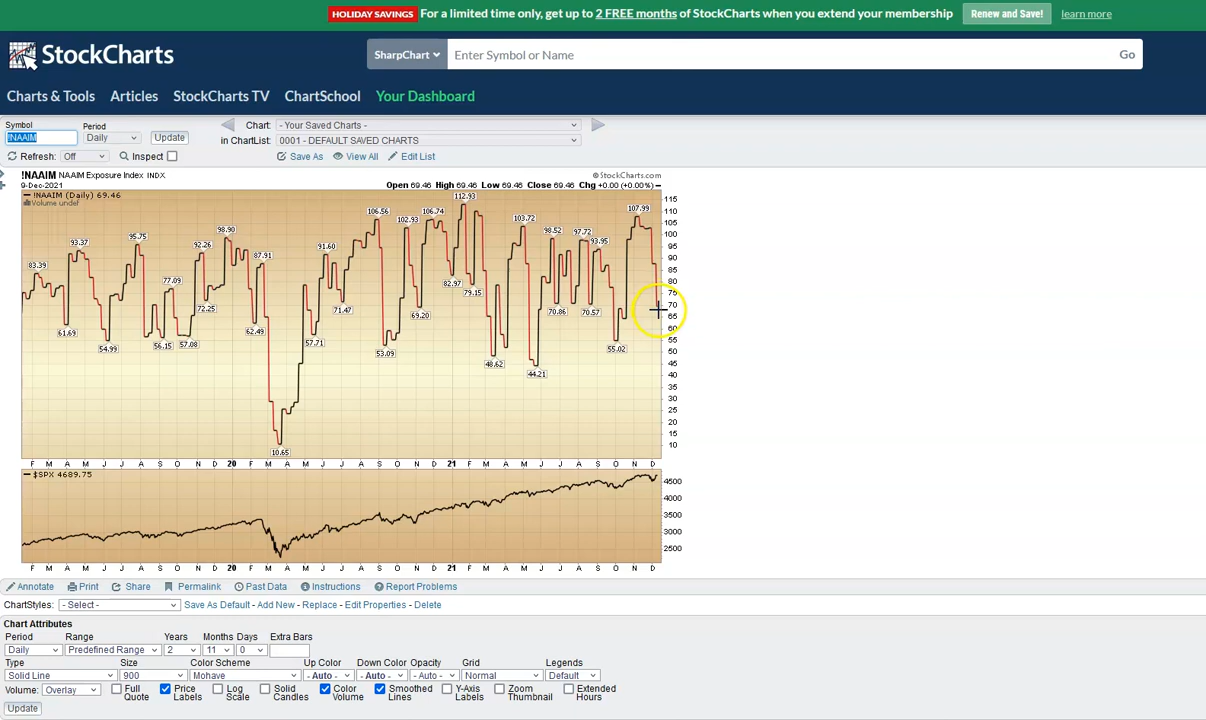 HOLIDAY SAVINGS For a limited time only, get up to 2 FREE months of StockCharts when you extend your membership Renew and Save! learn more
StockCharts SharpChart Enter Symbol or Name Go
Charts & Tools Articles StockCharts TV ChartSchool Your Dashboard
Symbol Period Chart: - Your Saved Charts -
!NAAIM Daily Update in ChartList: 0001 - DEFAULT SAVED CHARTS
Refresh: Off Inspect Save As View All Edit List
!NAAIM NAAIM Exposure Index INDX © StockCharts.com
9-Dec-2021 Open 69.46 High 69.46 Low 69.46 Close 69.46 Chg +0.00 (+0.00%)
!NAAIM (Daily) 69.46
Volume undef
112.93
106.56 102.93 106.74 103.72 107.99
83.39 93.37 95.75 77.09 92.26 98.90 87.91 91.60 98.52 97.72 93.95
61.69 54.99 56.15 57.08 72.25 62.49 57.71 71.47 53.09 69.20 82.97 79.15 48.62 44.21 70.86 70.57 55.02
10.65
115
110
105
100
95
90
85
80
75
70
65
60
55
50
45
40
35
30
25
20
15
10
F M A M J J A S O N D 20 F M A M J J A S O N D 21 F M A M J J A S O N D
$SPX 4689.75
4500
4000
3500
3000
2500
F M A M J J A S O N D 20 F M A M J J A S O N D 21 F M A M J J A S O N D
Annotate Print Share Permalink Past Data Instructions Report Problems
ChartStyles: - Select - Save As Default - Add New - Replace - Edit Properties - Delete
Chart Attributes
Period Range Years Months Days Extra Bars
Daily Predefined Range 2 11 0
Type Size Color Scheme Up Color Down Color Opacity Grid Legends
Solid Line 900 Mohave - Auto - - Auto - - Auto - Normal Default
Volume: Overlay Full Quote Price Labels Log Scale Solid Candles Color Volume Smoothed Lines Y-Axis Labels Zoom Thumbnail Extended Hours
Update